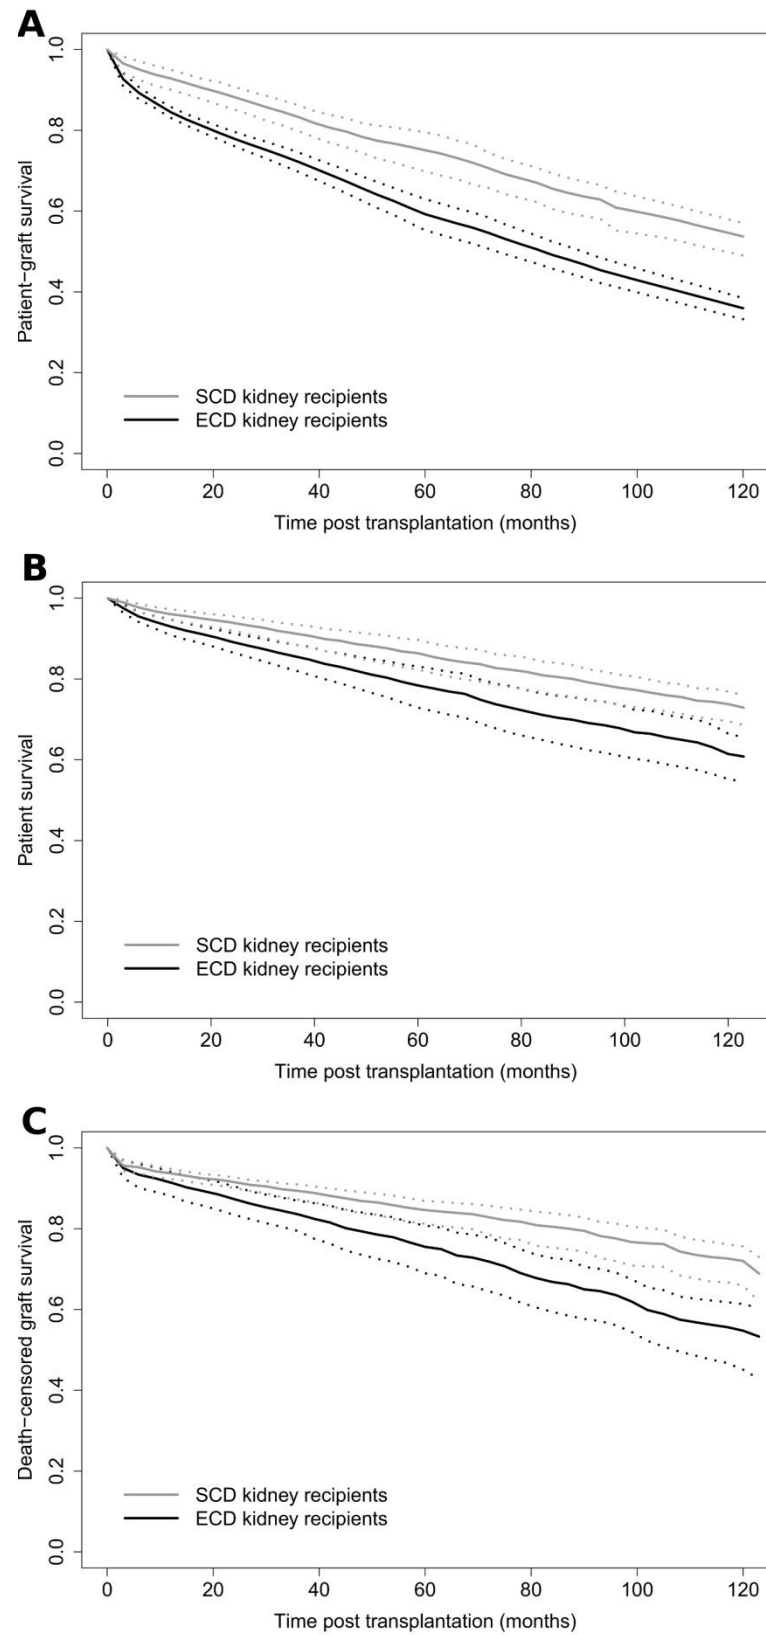 A
Patient−graft survival
1.0
0.8
0.6
0.4
0.2
0.0
SCD kidney recipients
ECD kidney recipients
0 20 40 60 80 100 120
Time post transplantation (months)
B
Patient survival
1.0
0.8
0.6
0.4
0.2
0.0
SCD kidney recipients
ECD kidney recipients
0 20 40 60 80 100 120
Time post transplantation (months)
C
Death−censored graft survival
1.0
0.8
0.6
0.4
0.2
0.0
SCD kidney recipients
ECD kidney recipients
0 20 40 60 80 100 120
Time post transplantation (months)